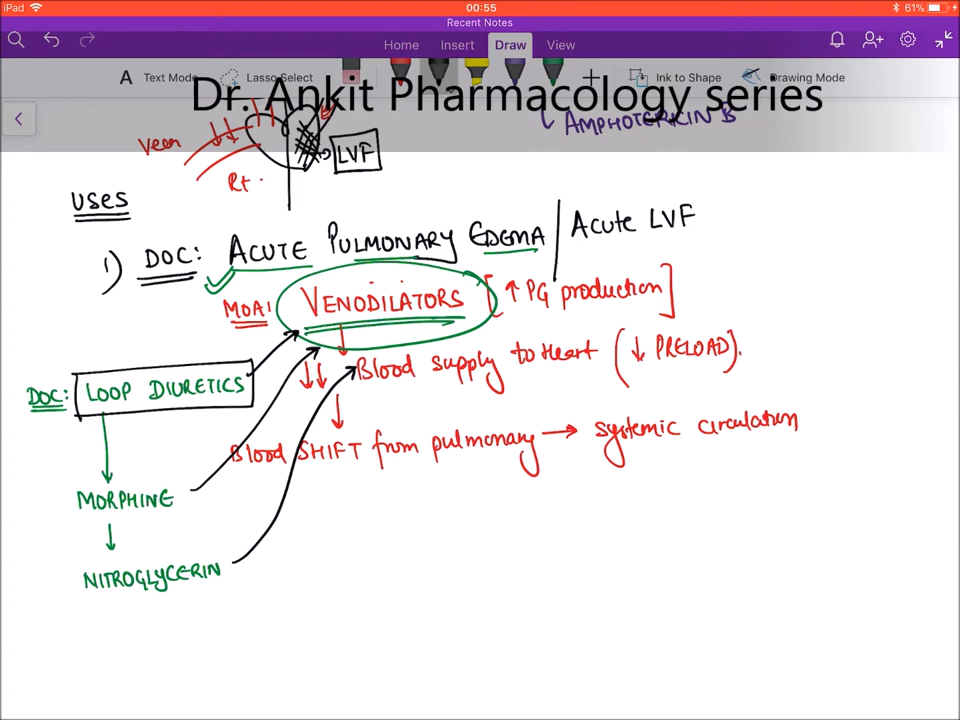 iPad
00:55
61%
Recent Notes
Home Insert Draw View
A Text Mode Lasso Select Ink to Shape Drawing Mode
Dr. Ankit Pharmacology series
AMPHOTERICIN B
Veins
LVF
Rt.
USES
1) DOC: ACUTE PULMONARY EDEMA | Acute LVF
MOA: VENODILATORS [↑ PG production]
↓↓ Blood supply to Heart (↓ PRELOAD).
DOC: LOOP DIURETICS
Blood SHIFT from pulmonary → systemic circulation
MORPHINE
NITROGLYCERIN